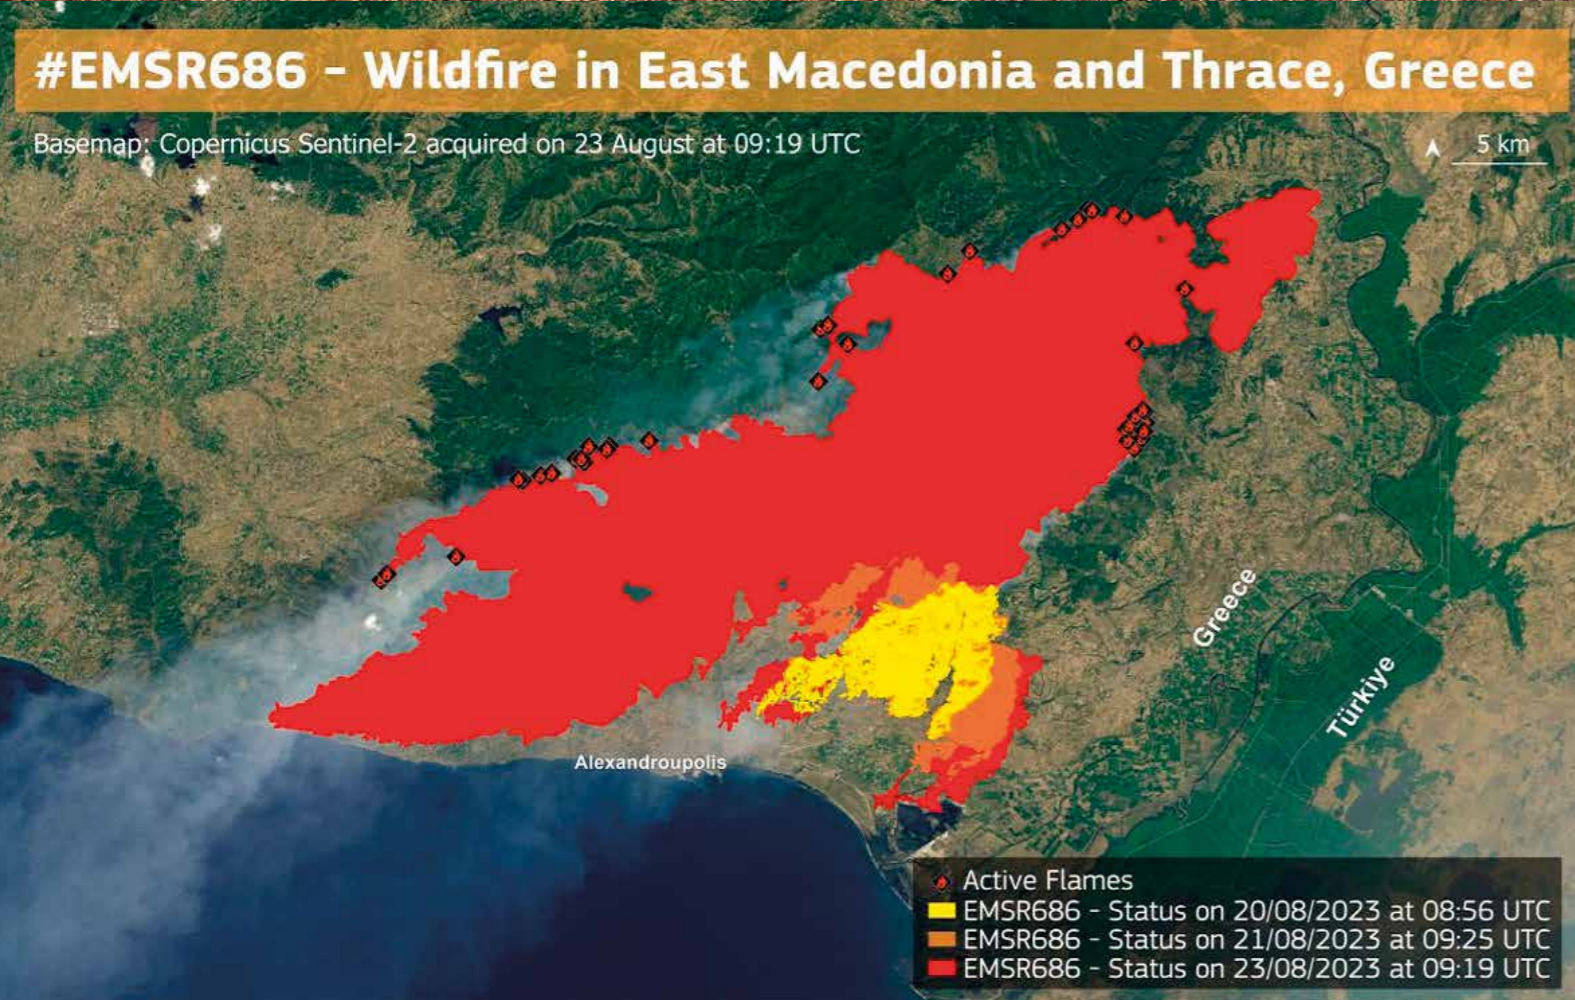 #EMSR686 - Wildfire in East Macedonia and Thrace, Greece
Basemap: Copernicus Sentinel-2 acquired on 23 August at 09:19 UTC
5 km
Greece
Türkiye
Alexandroupolis
Active Flames
EMSR686 - Status on 20/08/2023 at 08:56 UTC
EMSR686 - Status on 21/08/2023 at 09:25 UTC
EMSR686 - Status on 23/08/2023 at 09:19 UTC